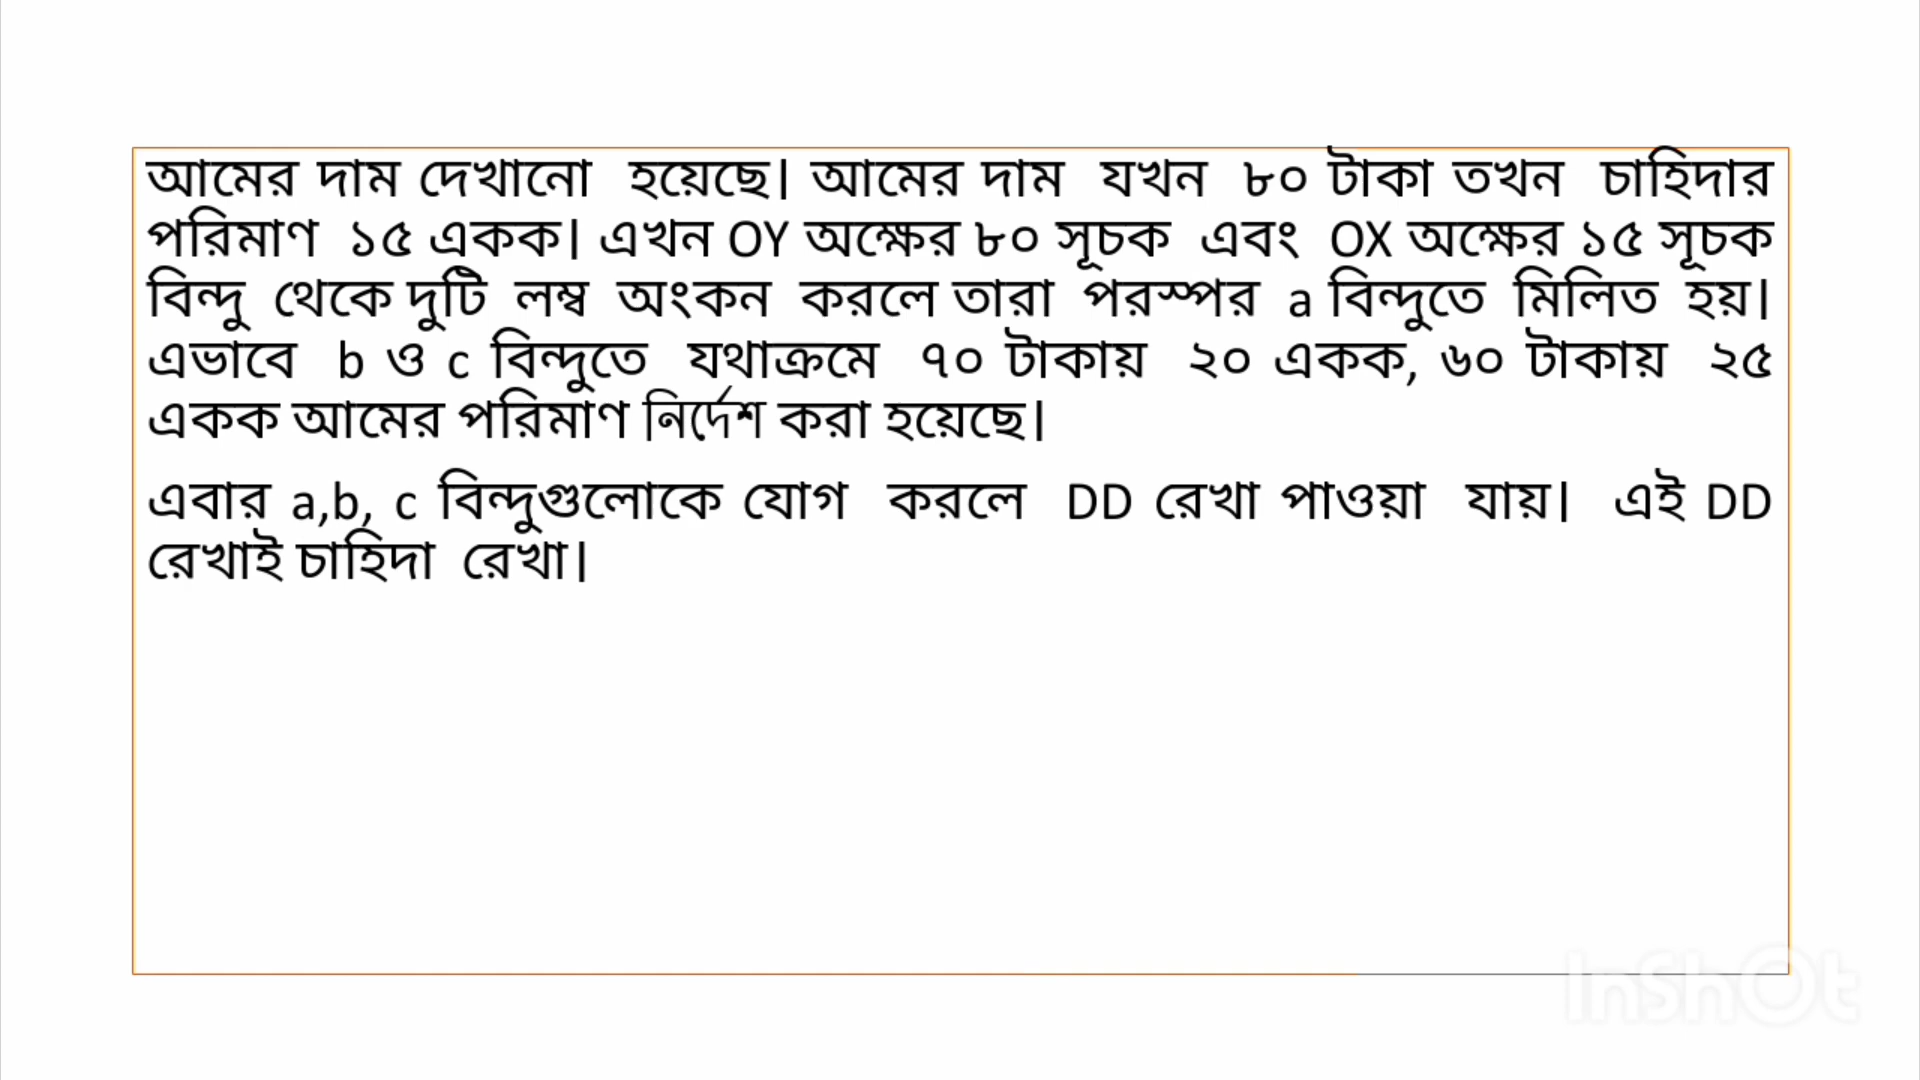 আমের দাম দেখানো হয়েছে। আমের দাম যখন ৮০ টাকা তখন চাহিদার
পরিমাণ ১৫ একক। এখন OY অক্ষের ৮০ সূচক এবং OX অক্ষের ১৫ সূচক
বিন্দু থেকে দুটি লম্ব অংকন করলে তারা পরস্পর a বিন্দুতে মিলিত হয়।
এভাবে b ও c বিন্দুতে যথাক্রমে ৭০ টাকায় ২০ একক, ৬০ টাকায় ২৫
একক আমের পরিমাণ নির্দেশ করা হয়েছে।
এবার a,b, c বিন্দুগুলোকে যোগ করলে DD রেখা পাওয়া যায়। এই DD
রেখাই চাহিদা রেখা।
InShOt